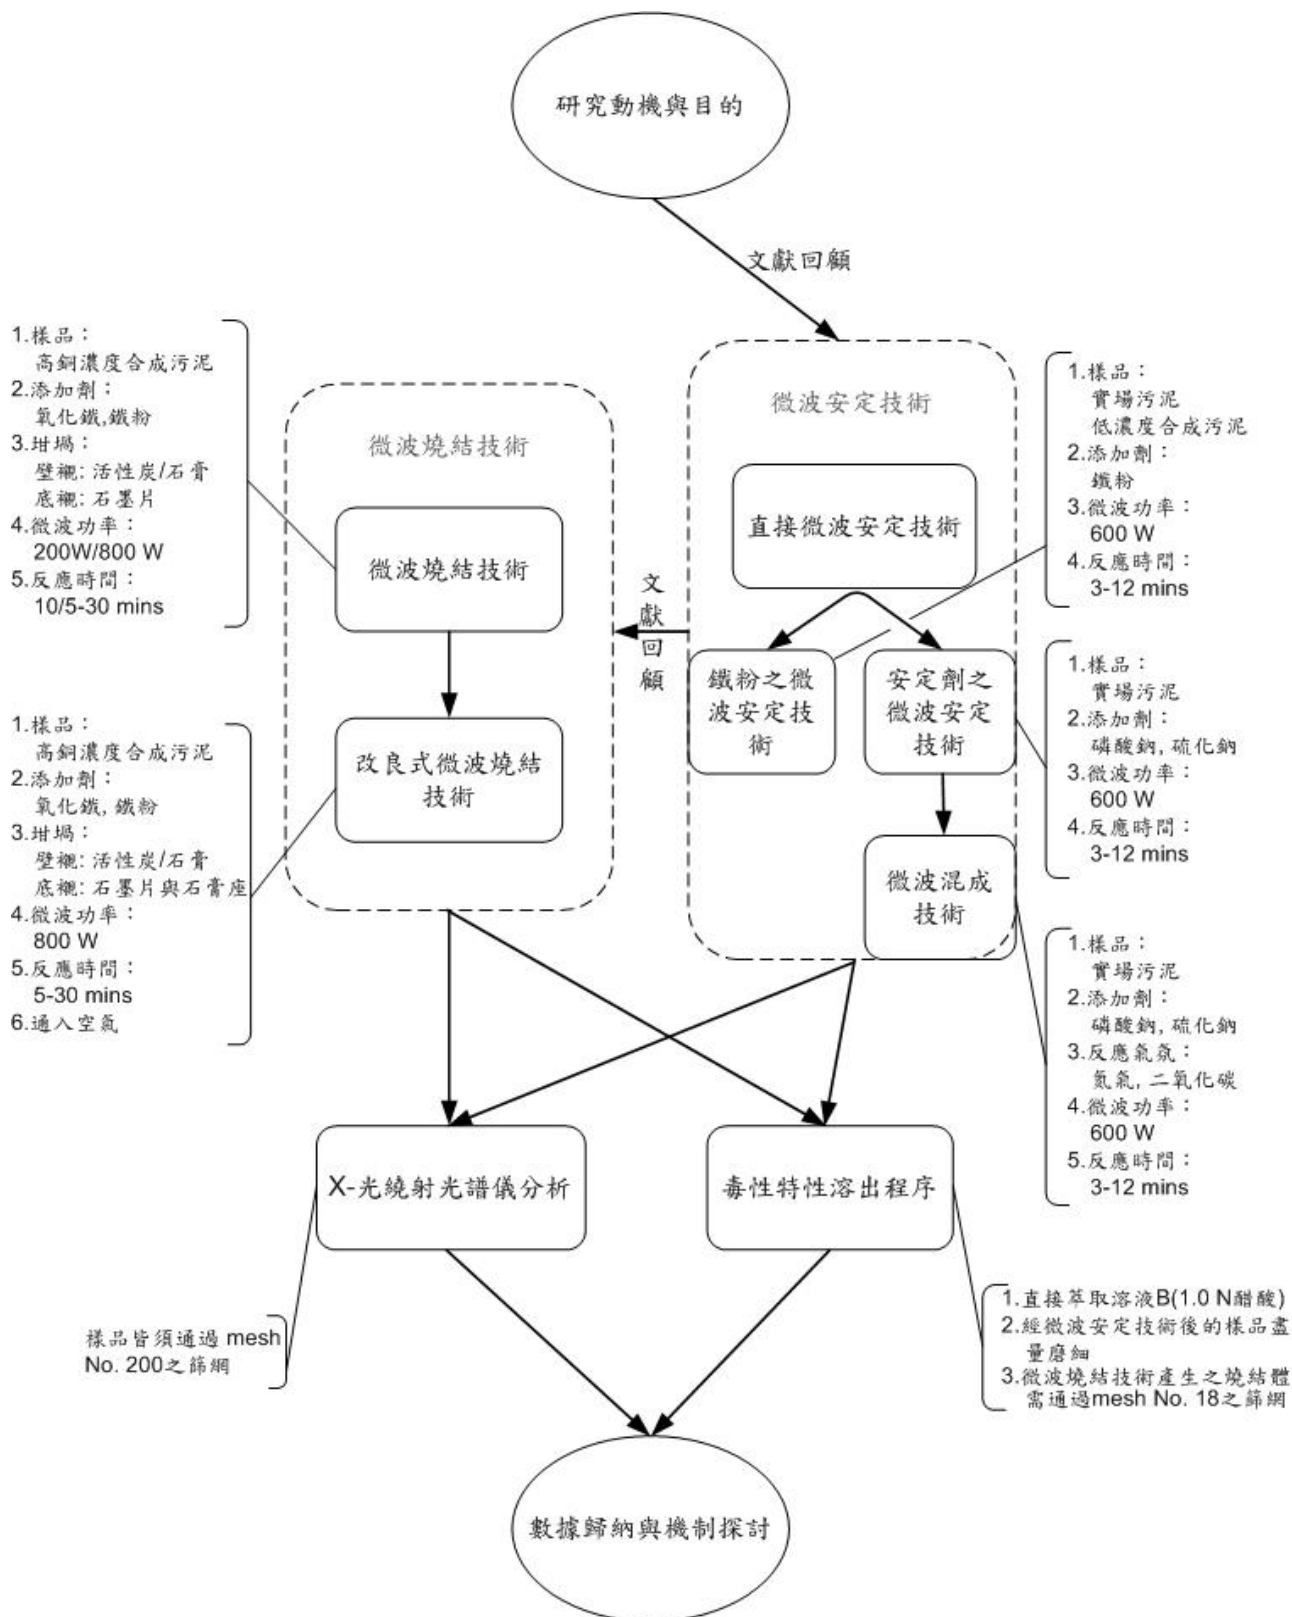 研究動機與目的
文獻回顧
1.樣品：
高銅濃度合成污泥
2.添加劑：
氧化鐵,鐵粉
3.坩堝：
壁襯: 活性炭/石膏
底襯: 石墨片
4.微波功率：
200W/800 W
5.反應時間：
10/5-30 mins
微波燒結技術
微波燒結技術
改良式微波燒結
技術
1.樣品：
高銅濃度合成污泥
2.添加劑：
氧化鐵, 鐵粉
3.坩堝：
壁襯: 活性炭/石膏
底襯: 石墨片與石膏座
4.微波功率：
800 W
5.反應時間：
5-30 mins
6.通入空氣
文
獻
回
顧
微波安定技術
直接微波安定技術
鐵粉之微
波安定技
術
安定劑之
微波安定
技術
微波混成
技術
1.樣品：
實場污泥
低濃度合成污泥
2.添加劑：
鐵粉
3.微波功率：
600 W
4.反應時間：
3-12 mins
1.樣品：
實場污泥
2.添加劑：
磷酸鈉, 硫化鈉
3.微波功率：
600 W
4.反應時間：
3-12 mins
1.樣品：
實場污泥
2.添加劑：
磷酸鈉, 硫化鈉
3.反應氣氛：
氮氣, 二氧化碳
4.微波功率：
600 W
5.反應時間：
3-12 mins
X-光繞射光譜儀分析
毒性特性溶出程序
樣品皆須通過 mesh
No. 200之篩網
1.直接萃取溶液B(1.0 N醋酸)
2.經微波安定技術後的樣品盡
量磨細
3.微波燒結技術產生之燒結體
需通過mesh No. 18之篩網
數據歸納與機制探討